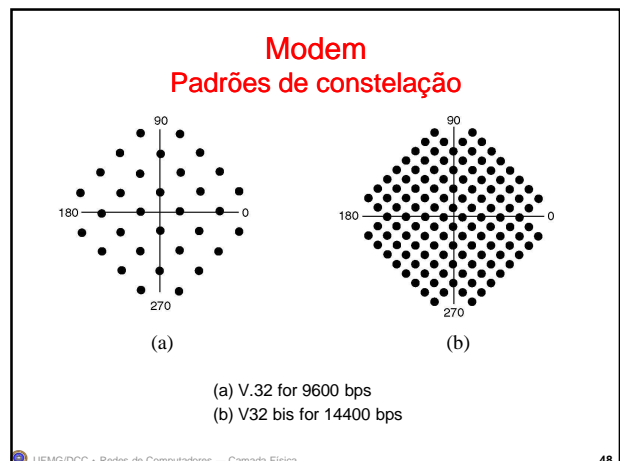 Modem
Padrões de constelação
90
180
0
270
(a)
90
180
0
270
(b)
(a) V.32 for 9600 bps
(b) V32 bis for 14400 bps
UFMG/DCC • Redes de Computadores — Camada Física
48